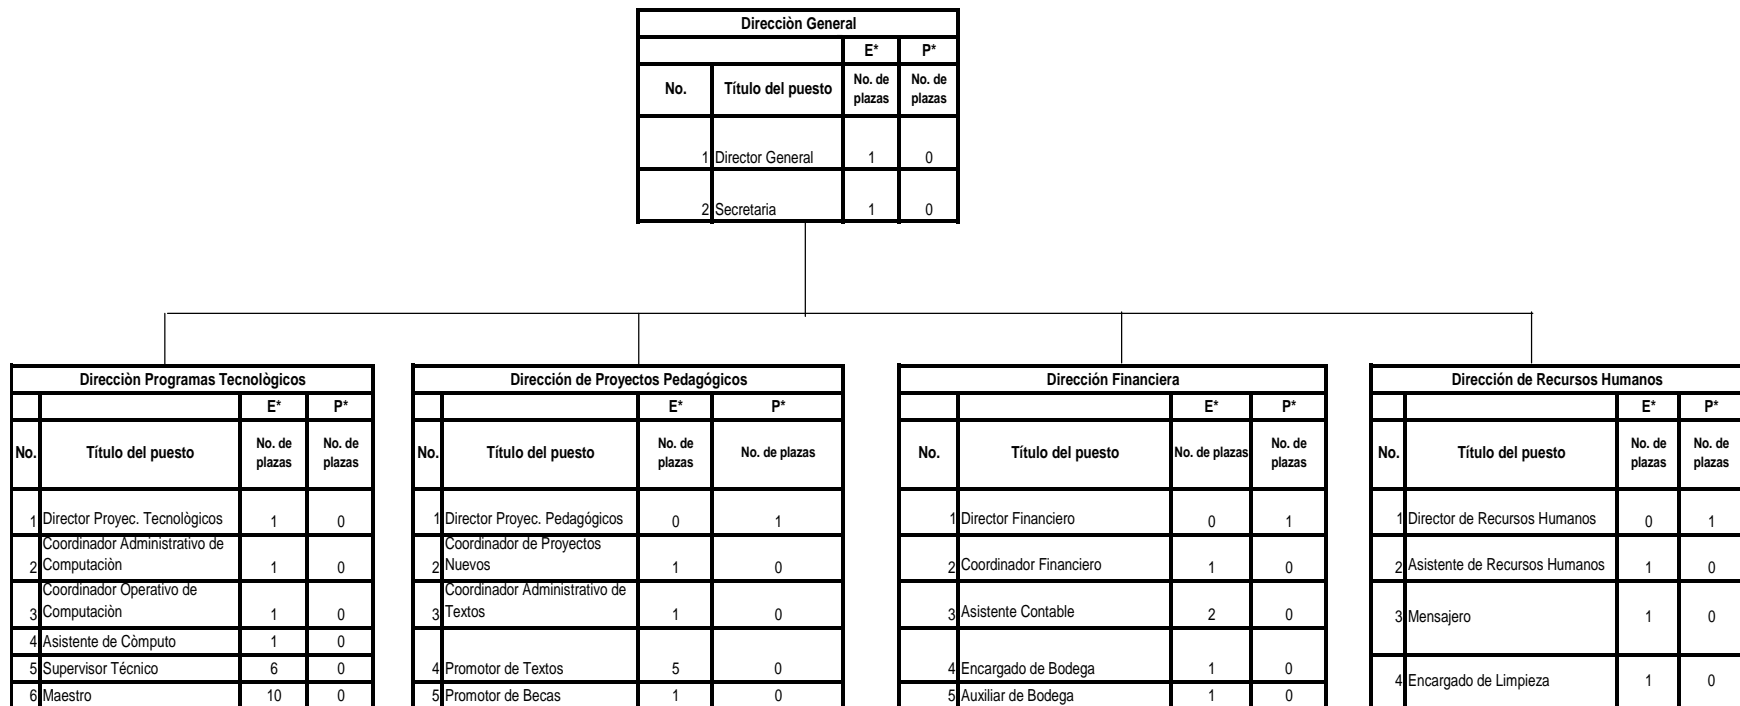 Direcciòn General
E* P*
No. Título del puesto No. de plazas No. de plazas
1 Director General 1 0
2 Secretaria 1 0
Direcciòn Programas Tecnològicos
E* P*
No. Título del puesto No. de plazas No. de plazas
1 Director Proyec. Tecnològicos 1 0
2 Coordinador Administrativo de Computaciòn 1 0
3 Coordinador Operativo de Computaciòn 1 0
4 Asistente de Còmputo 1 0
5 Supervisor Técnico 6 0
6 Maestro 10 0
Dirección de Proyectos Pedagógicos
E* P*
No. Título del puesto No. de plazas No. de plazas
1 Director Proyec. Pedagógicos 0 1
2 Coordinador de Proyectos Nuevos 1 0
3 Coordinador Administrativo de Textos 1 0
4 Promotor de Textos 5 0
5 Promotor de Becas 1 0
Dirección Financiera
E* P*
No. Título del puesto No. de plazas No. de plazas
1 Director Financiero 0 1
2 Coordinador Financiero 1 0
3 Asistente Contable 2 0
4 Encargado de Bodega 1 0
5 Auxiliar de Bodega 1 0
Dirección de Recursos Humanos
E* P*
No. Título del puesto No. de plazas No. de plazas
1 Director de Recursos Humanos 0 1
2 Asistente de Recursos Humanos 1 0
3 Mensajero 1 0
4 Encargado de Limpieza 1 0